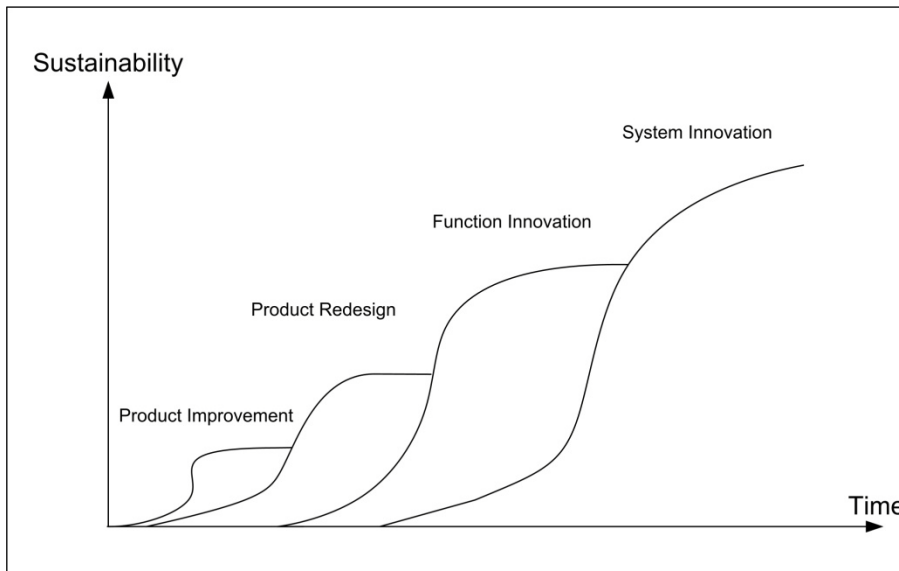 Sustainability
System Innovation
Function Innovation
Product Redesign
Product Improvement
Time